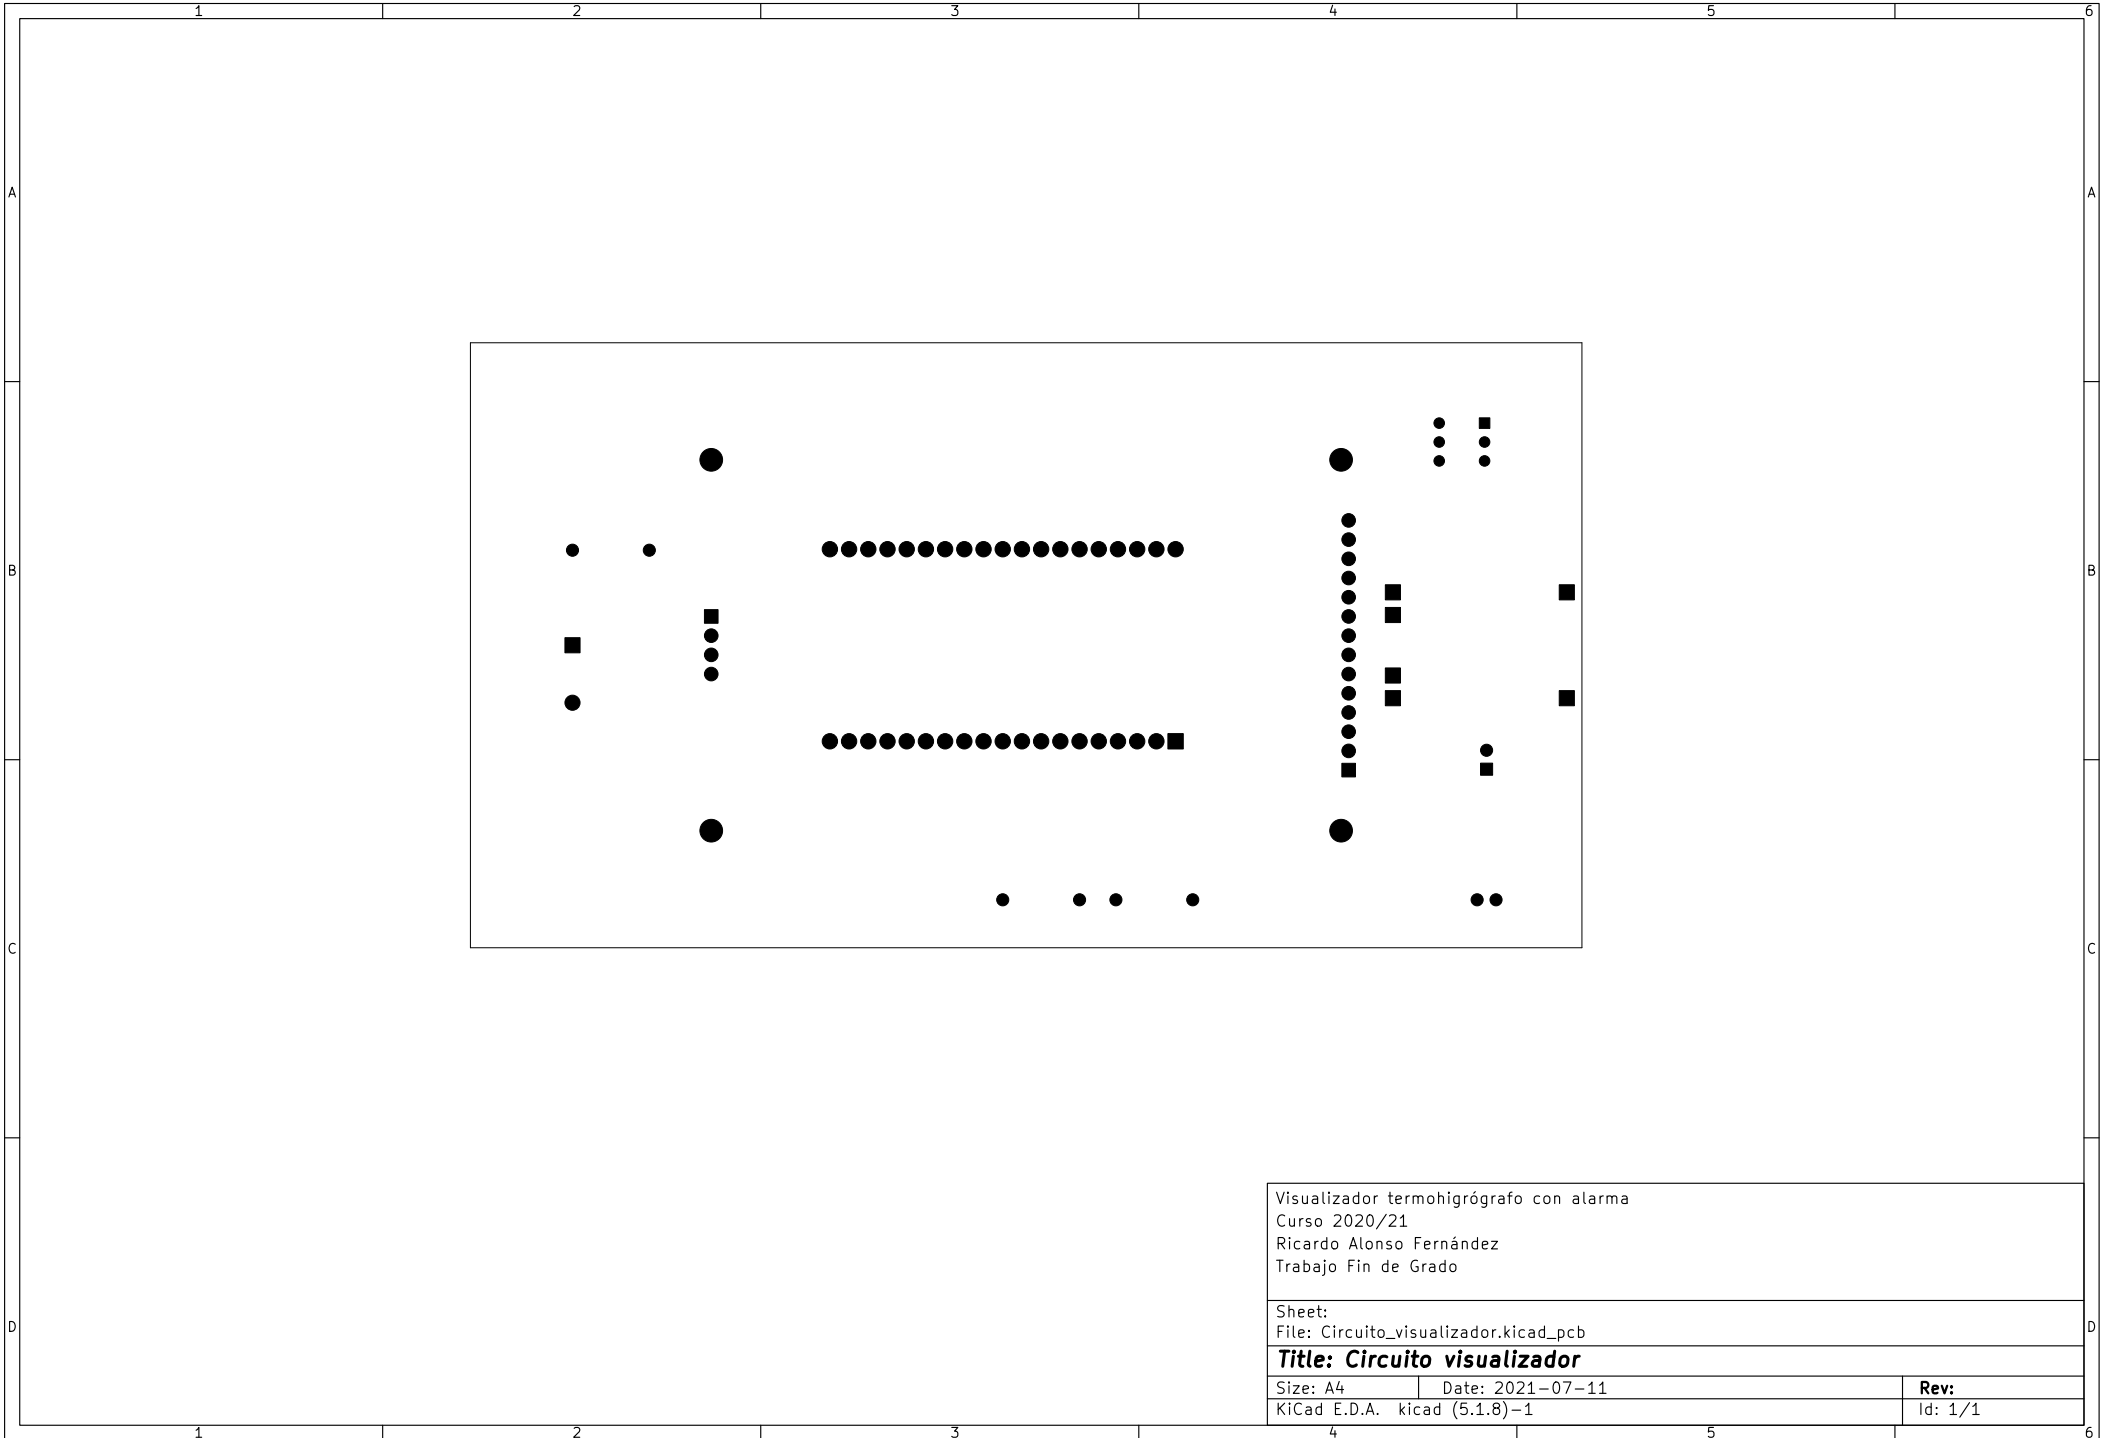 1 2 3 4 5 6
A A
B B
C C
Visualizador termohigrógrafo con alarma
Curso 2020/21
Ricardo Alonso Fernández
Trabajo Fin de Grado
Sheet:
D D
File: Circuito_visualizador.kicad_pcb
Title: Circuito visualizador
Size: A4 Date: 2021-07-11 Rev:
KiCad E.D.A. kicad (5.1.8)-1 Id: 1/1
1 2 3 4 5 6